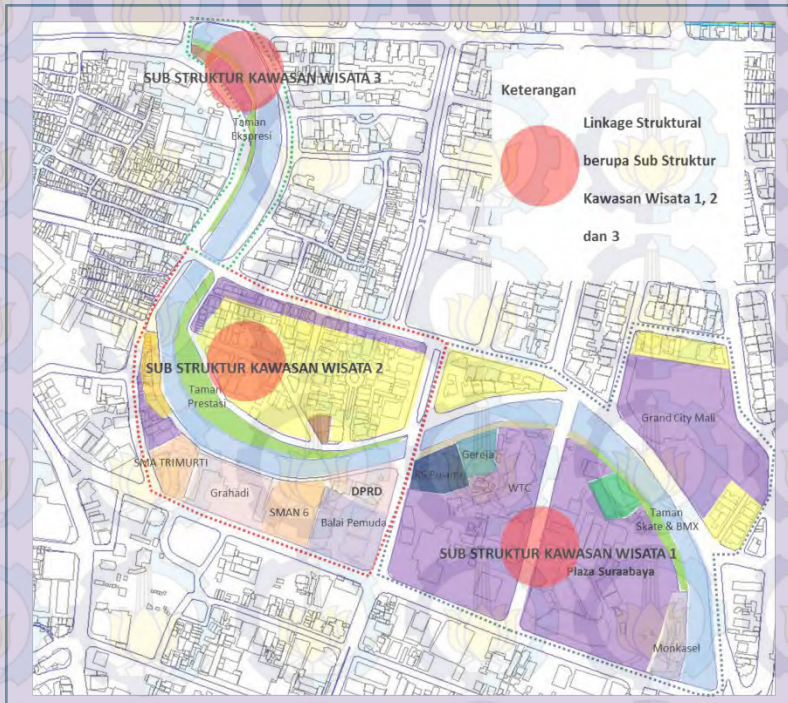 SUB STRUKTUR KAWASAN WISATA 3
Taman
Ekspresi
Keterangan
Linkage Struktural
berupa Sub Struktur
Kawasan Wisata 1, 2
dan 3
SUB STRUKTUR KAWASAN WISATA 2
Taman
Prestasi
Grand City Mall
SMA TRIMURTI
Grahadi
SMAN 6
DPRD
Balai Pemuda
Gereja
WTC
Taman
Skate & BMX
SUB STRUKTUR KAWASAN WISATA 1
Plaza Suraabaya
Monkasel